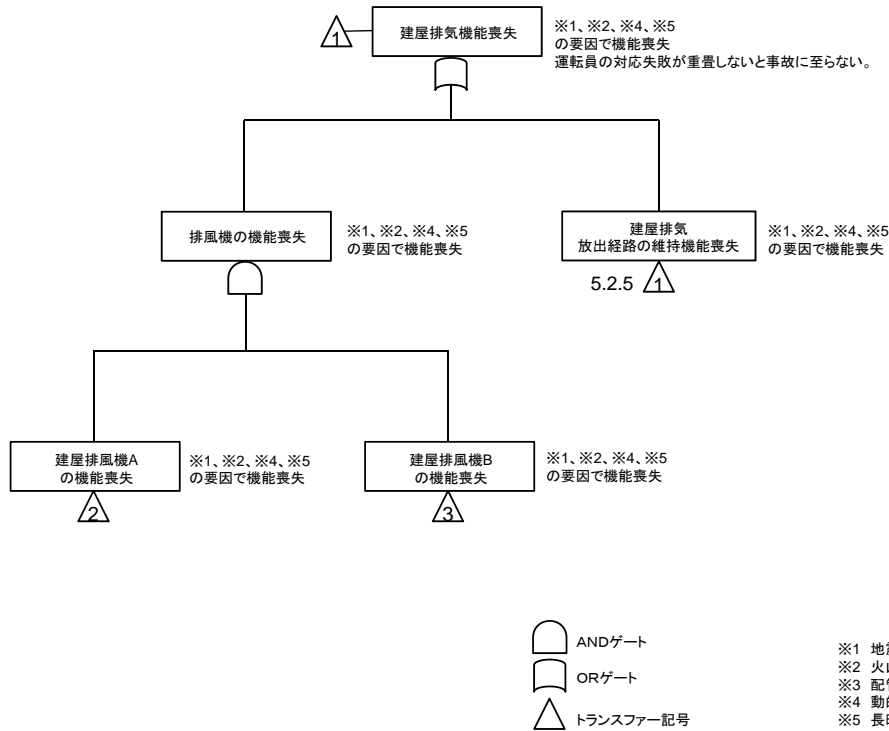 1
建屋排気機能喪失
※1、※2、※4、※5
の要因で機能喪失
運転員の対応失敗が重畳しないと事故に至らない。
排風機の機能喪失
※1、※2、※4、※5
の要因で機能喪失
建屋排気
放出経路の維持機能喪失
※1、※2、※4、※5
の要因で機能喪失
5.2.5
1
建屋排風機A
の機能喪失
※1、※2、※4、※5
の要因で機能喪失
2
建屋排風機B
の機能喪失
※1、※2、※4、※5
の要因で機能喪失
3
ANDゲート
ORゲート
トランスファー記号
※1 地
※2 火
※3 配
※4 動
※5 長